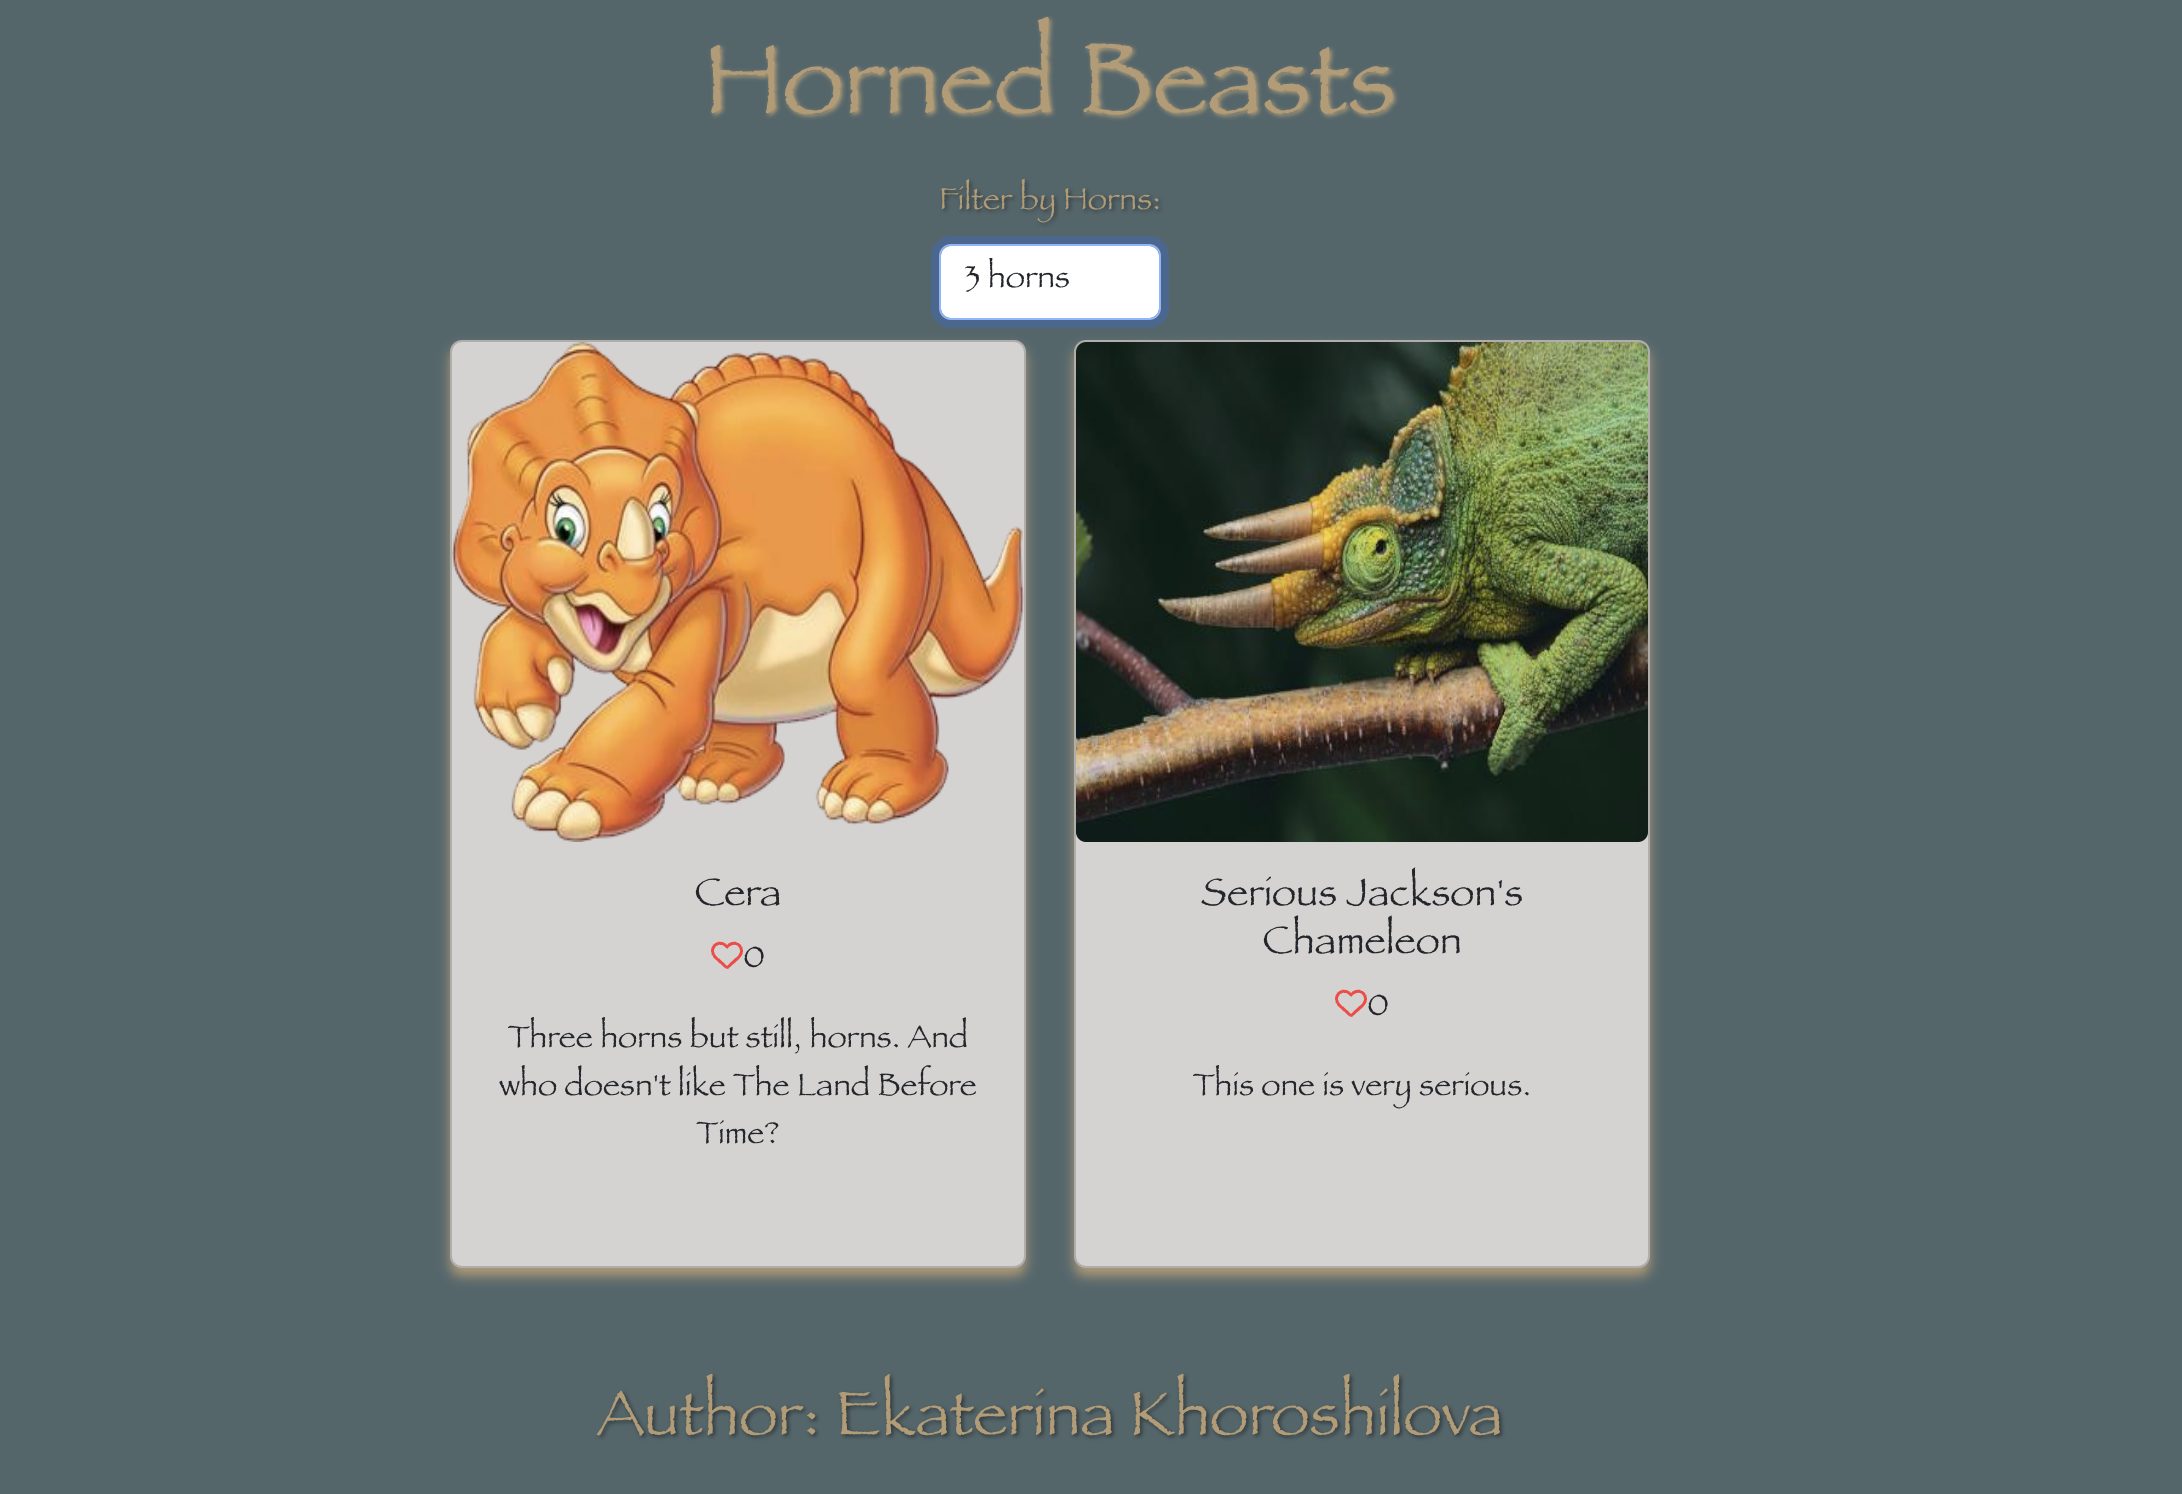 Horned Beasts
Filter by Horns:
3 horns
Cera
0
Three horns but still, horns. And
who doesn't like The Land Before
Time?
Serious Jackson's
Chameleon
0
This one is very serious.
Author: Ekaterina Khoroshilova